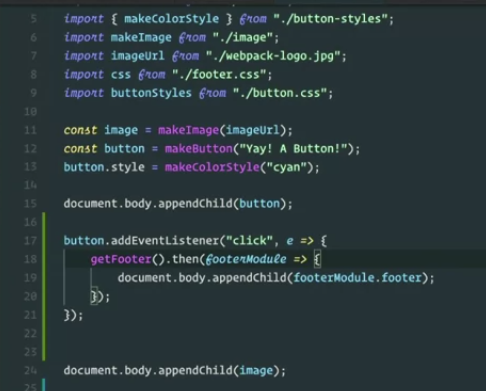 5 import { makeColorStyle } from "./button-styles";
6 import makeImage from "./image";
7 import imageUrl from "./webpack-logo.jpg";
8 import css from "./footer.css";
9 import buttonStyles from "./button.css";
10
11 const image = makeImage(imageUrl);
12 const button = makeButton("Yay! A Button!");
13 button.style = makeColorStyle("cyan");
14
15 document.body.appendChild(button);
16
17 button.addEventListener("click", e => {
18 getFooter().then(footerModule => {
19 document.body.appendChild(footerModule.footer);
20 });
21 });
22
23
24 document.body.appendChild(image);
25